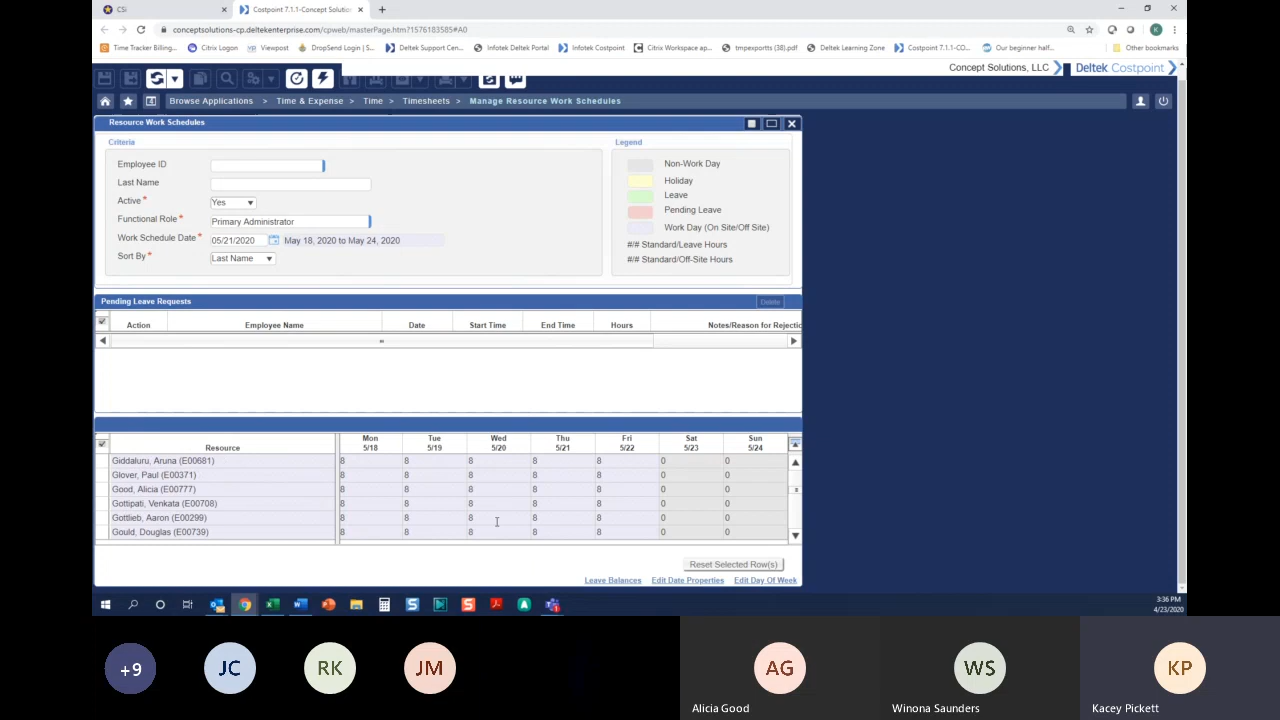 CSi
Costpoint 7.1.1-Concept Solution
conceptsolutions-cp.deltekenterprise.com/cpweb/masterPage.htm?1576183585#A0
Time Tracker Billing...
Citrix Logon
Viewpost
DropSend Login | S...
Deltek Support Cen...
Infotek Deltek Portal
Infotek Costpoint
Citrix Workspace ap...
tmpexportts (38).pdf
Deltek Learning Zone
Costpoint 7.1.1-CO...
Our beginner half...
Other bookmarks
Concept Solutions, LLC
Deltek Costpoint
Browse Applications > Time & Expense > Time > Timesheets > Manage Resource Work Schedules
Resource Work Schedules
Criteria
Employee ID
Last Name
Active * Yes
Functional Role * Primary Administrator
Work Schedule Date * 05/21/2020 May 18, 2020 to May 24, 2020
Sort By * Last Name
Legend
Non-Work Day
Holiday
Leave
Pending Leave
Work Day (On Site/Off Site)
#/# Standard/Leave Hours
#/# Standard/Off-Site Hours
Pending Leave Requests
Delete
Action Employee Name Date Start Time End Time Hours Notes/Reason for Rejectio
Mon Tue Wed Thu Fri Sat Sun
Resource 5/18 5/19 5/20 5/21 5/22 5/23 5/24
Giddaluru, Aruna (E00681) 8 8 8 8 8 0 0
Glover, Paul (E00371) 8 8 8 8 8 0 0
Good, Alicia (E00777) 8 8 8 8 8 0 0
Gottipati, Venkata (E00708) 8 8 8 8 8 0 0
Gottlieb, Aaron (E00299) 8 8 8 8 8 0 0
Gould, Douglas (E00739) 8 8 8 8 8 0 0
Reset Selected Row(s)
Leave Balances Edit Date Properties Edit Day Of Week
3:36 PM
4/23/2020
+9 JC RK JM AG WS KP
Alicia Good Winona Saunders Kacey Pickett